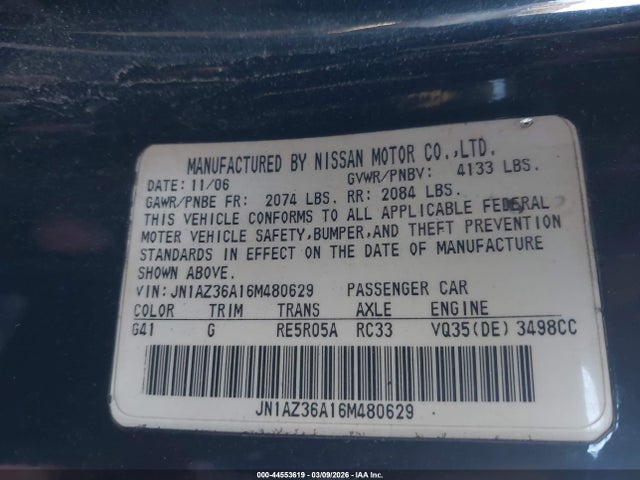 MANUFACTURED BY NISSAN MOTOR CO.,LTD.
DATE: 11/06 GVWR/PNBV: 4133 LBS.
GAWR/PNBE FR: 2074 LBS. RR: 2084 LBS.
THIS VEHICLE CONFORMS TO ALL APPLICABLE FEDERAL
MOTER VEHICLE SAFETY,BUMPER,AND THEFT PREVENTION
STANDARDS IN EFFECT ON THE DATE OF MANUFACTURE
SHOWN ABOVE.
VIN:JN1AZ36A16M480629 PASSENGER CAR
COLOR TRIM TRANS AXLE ENGINE
G41 G RE5R05A RC33 VQ35(DE) 3498CC
JN1AZ36A16M480629
000-44553619 - 03/09/2026 - IAA Inc.